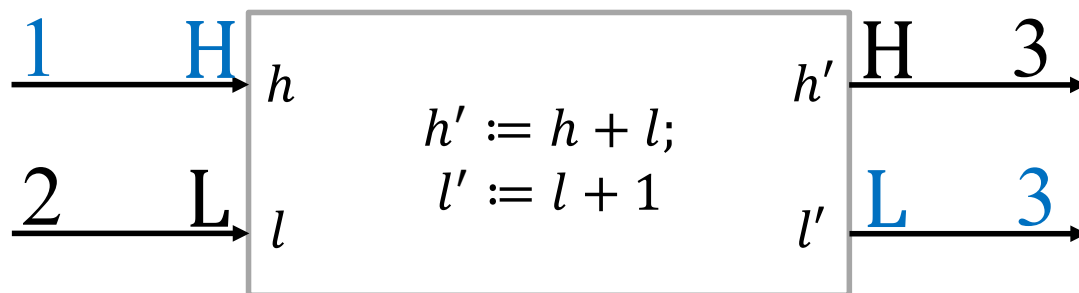 1 H h h′ H 3
h′ ≔ h + l;
l′ ≔ l + 1
2 L l l′ L 3